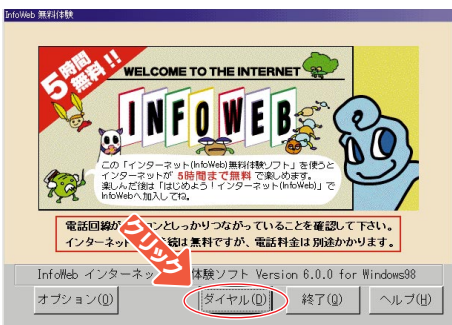 InfoWeb 無料体験
5時間
無料!!
WELCOME TO THE INTERNET
INFOWEB
この「インターネット(InfoWeb)無料体験ソフト」を使うと
インターネットが 5時間まで無料 で楽しめます。
楽しんだ後は「はじめよう!インターネット(InfoWeb)」で
InfoWebへ加入してね。
電話回線が コンとしっかりつながっていることを確認して下さい。
インターネット 続は無料ですが、電話料金は別途かかります。
クリック
InfoWeb インターネッ 体験ソフト Version 6.0.0 for Windows98
オプション(O)
ダイヤル(D)
終了(Q)
ヘルプ(H)